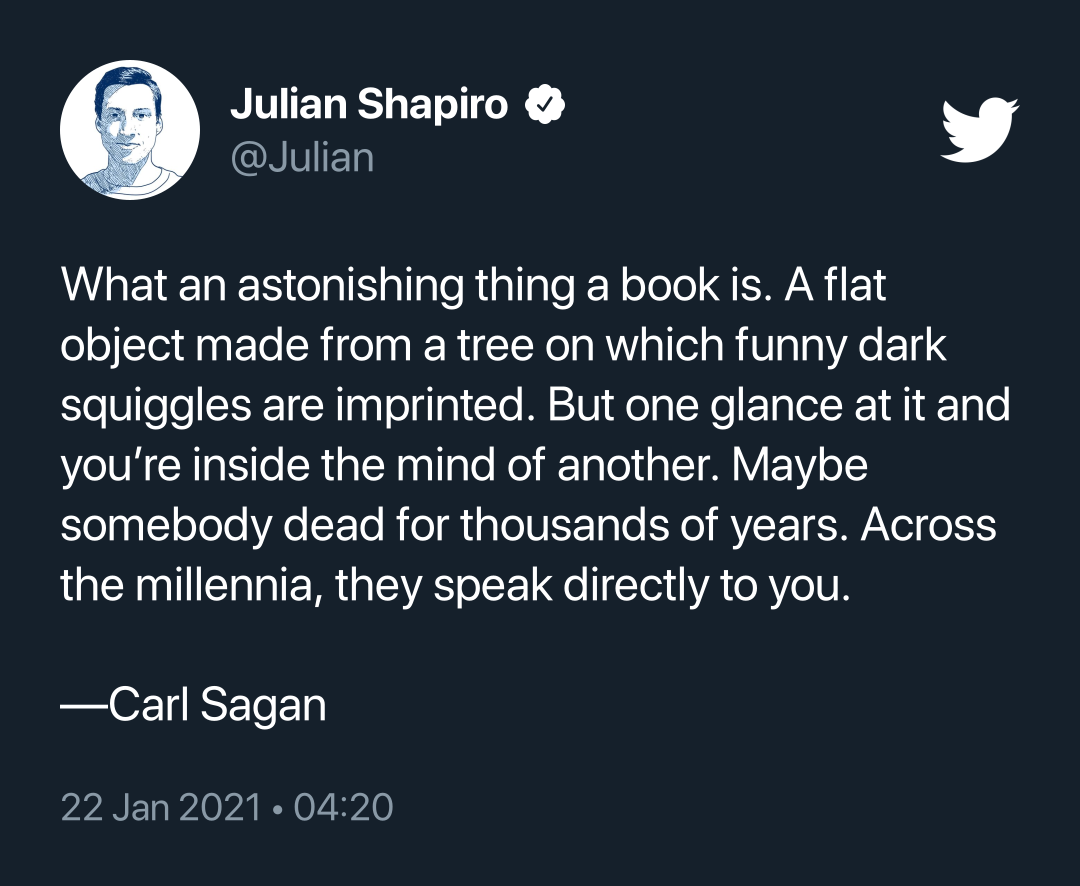 Julian Shapiro
@Julian
What an astonishing thing a book is. A flat
object made from a tree on which funny dark
squiggles are imprinted. But one glance at it and
you’re inside the mind of another. Maybe
somebody dead for thousands of years. Across
the millennia, they speak directly to you.
—Carl Sagan
22 Jan 2021 • 04:20